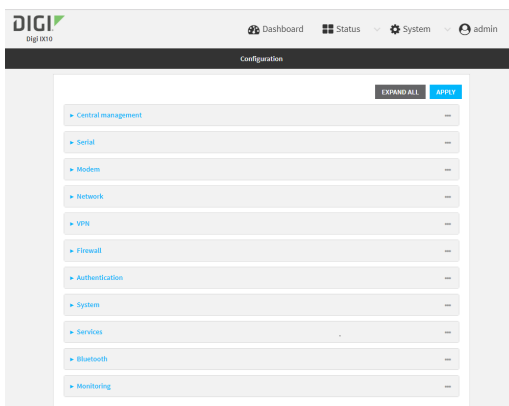 DIGI
Digi IX10
Dashboard Status System admin
Configuration
EXPAND ALL APPLY
Central management
Serial
Modem
Network
VPN
Firewall
Authentication
System
Services
Bluetooth
Monitoring